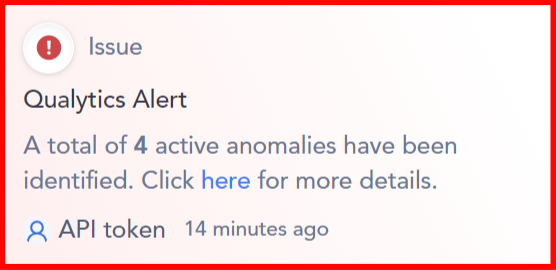 Issue
Qualytics Alert
A total of 4 active anomalies have been
identified. Click here for more details.
API token 14 minutes ago